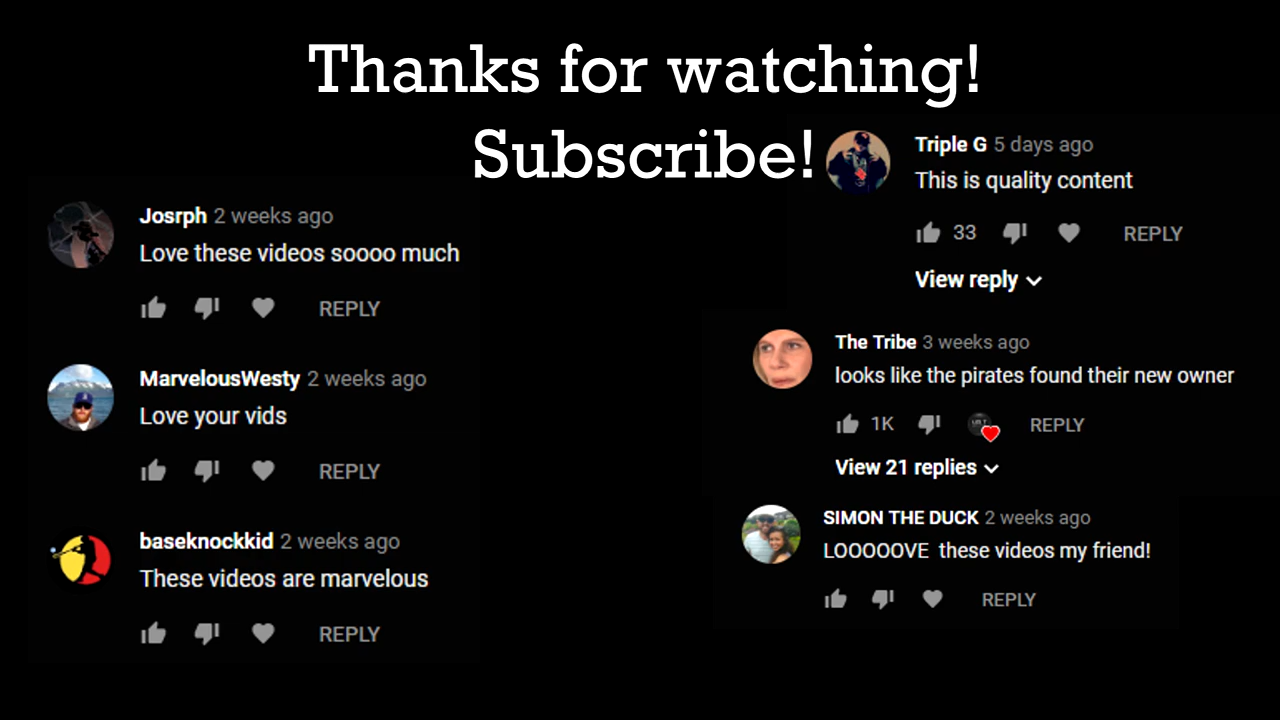 Thanks for watching!
Subscribe!
Josrph 2 weeks ago
Love these videos soooo much
REPLY
MarvelousWesty 2 weeks ago
Love your vids
REPLY
baseknockkid 2 weeks ago
These videos are marvelous
REPLY
Triple G 5 days ago
This is quality content
33 REPLY
View reply
The Tribe 3 weeks ago
looks like the pirates found their new owner
1K REPLY
View 21 replies
SIMON THE DUCK 2 weeks ago
LOOOOOVE these videos my friend!
REPLY